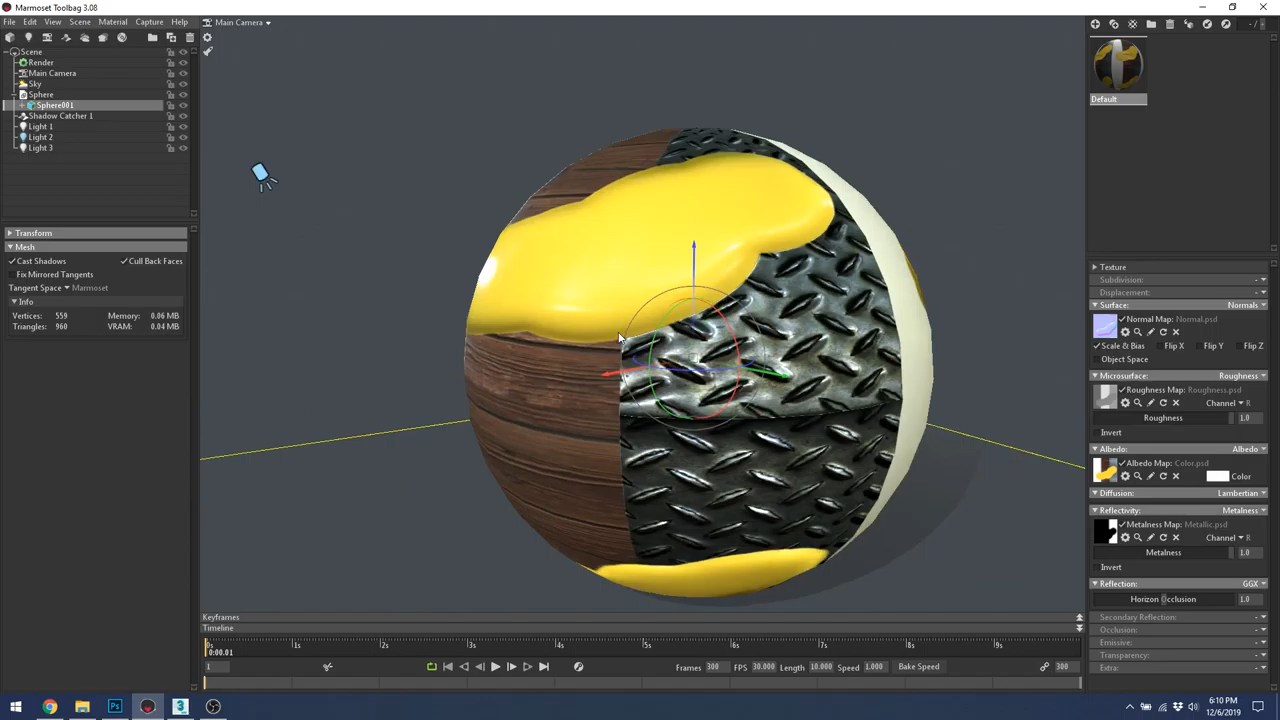 Marmoset Toolbag 3.08
File Edit View Scene Material Capture Help
Main Camera
Scene
Render
Main Camera
Sky
Sphere
Sphere001
Shadow Catcher 1
Light 1
Light 2
Light 3
Transform
Mesh
Cast Shadows Cull Back Faces
Fix Mirrored Tangents
Tangent Space Marmoset
Info
Vertices: 559 Memory: 0.06 MB
Triangles: 960 VRAM: 0.04 MB
Default
Texture
Subdivision:
Displacement:
Surface: Normals
Normal Map: Normal.psd
Scale & Bias Flip X Flip Y Flip Z
Object Space
Microsurface: Roughness
Roughness Map: Roughness.psd
Channel R
Roughness 1.0
Invert
Albedo: Albedo
Albedo Map: Color.psd
Color
Diffusion: Lambertian
Reflectivity: Metalness
Metalness Map: Metallic.psd
Channel R
Metalness 1.0
Invert
Reflection: GGX
Horizon Occlusion 1.0
Secondary Reflection:
Occlusion:
Emissive:
Transparency:
Extra:
Keyframes
Timeline
0s 1s 2s 3s 4s 5s 6s 7s 8s 9s
0:00.01
1 Frames 300 FPS 30.000 Length 10.000 Speed 1.000 Bake Speed 300
Ps 3
6:10 PM
12/6/2019